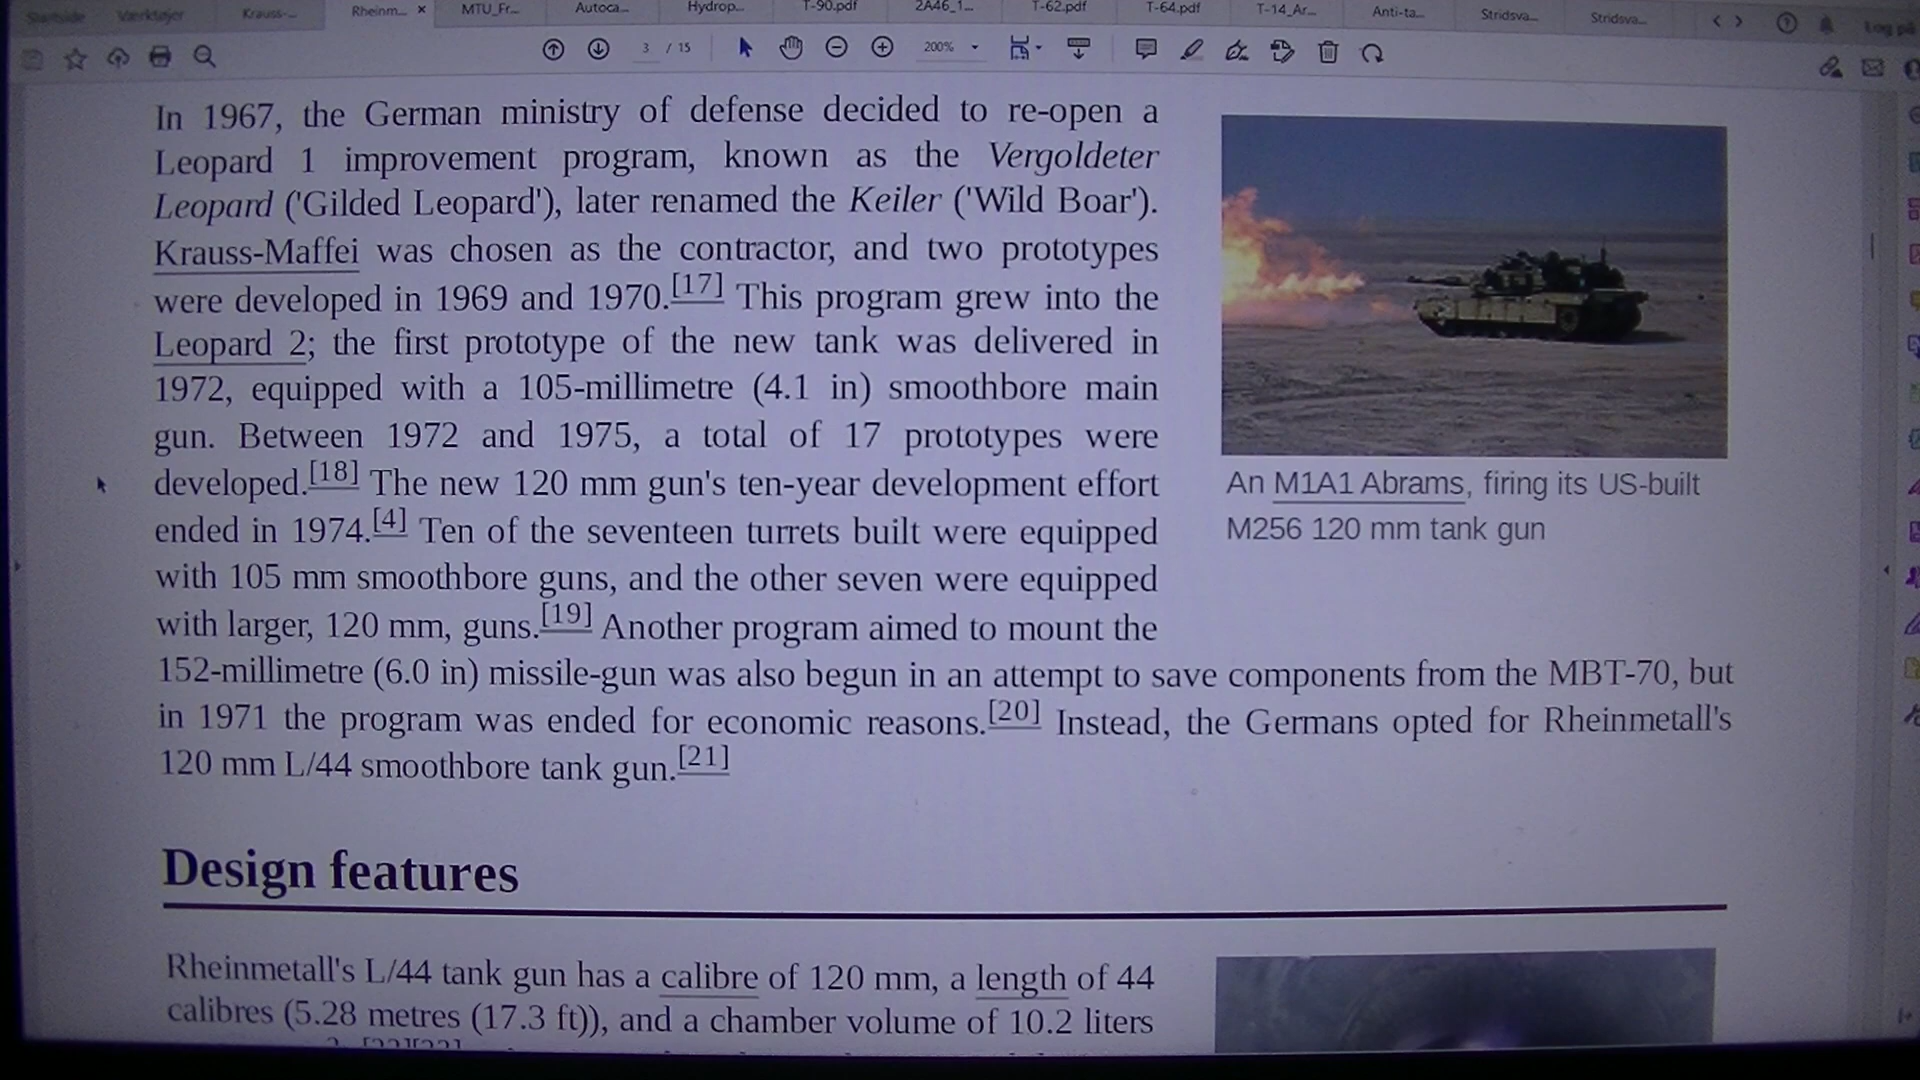 Startside Værktøjer Krauss-... Rheinm... × MTU_Fr... Autoca... Hydrop... T-90.pdf 2A46_1... T-62.pdf T-64.pdf T-14_Ar... Anti-ta... Stridsva... Stridsva... Log på
3 / 15 200%
In 1967, the German ministry of defense decided to re-open a
Leopard 1 improvement program, known as the Vergoldeter
Leopard ('Gilded Leopard'), later renamed the Keiler ('Wild Boar').
Krauss-Maffei was chosen as the contractor, and two prototypes
were developed in 1969 and 1970.[17] This program grew into the
Leopard 2; the first prototype of the new tank was delivered in
1972, equipped with a 105-millimetre (4.1 in) smoothbore main
gun. Between 1972 and 1975, a total of 17 prototypes were
developed.[18] The new 120 mm gun's ten-year development effort
ended in 1974.[4] Ten of the seventeen turrets built were equipped
with 105 mm smoothbore guns, and the other seven were equipped
with larger, 120 mm, guns.[19] Another program aimed to mount the
152-millimetre (6.0 in) missile-gun was also begun in an attempt to save components from the MBT-70, but
in 1971 the program was ended for economic reasons.[20] Instead, the Germans opted for Rheinmetall's
120 mm L/44 smoothbore tank gun.[21]
An M1A1 Abrams, firing its US-built
M256 120 mm tank gun
Design features
Rheinmetall's L/44 tank gun has a calibre of 120 mm, a length of 44
calibres (5.28 metres (17.3 ft)), and a chamber volume of 10.2 liters